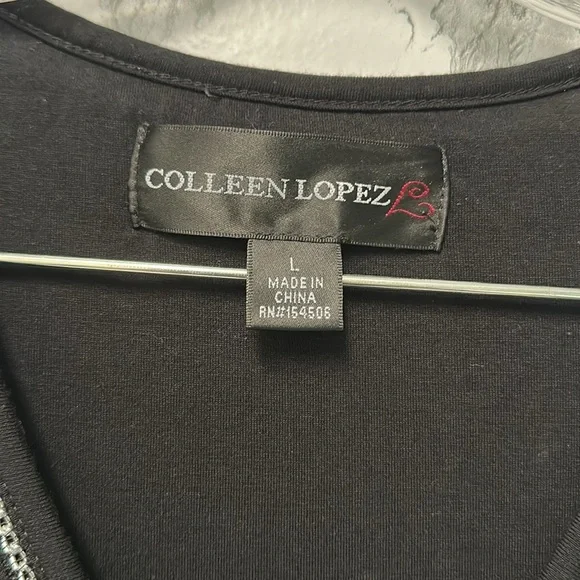 COLLEEN LOPEZ L
L
MADE IN
CHINA
RN#154506